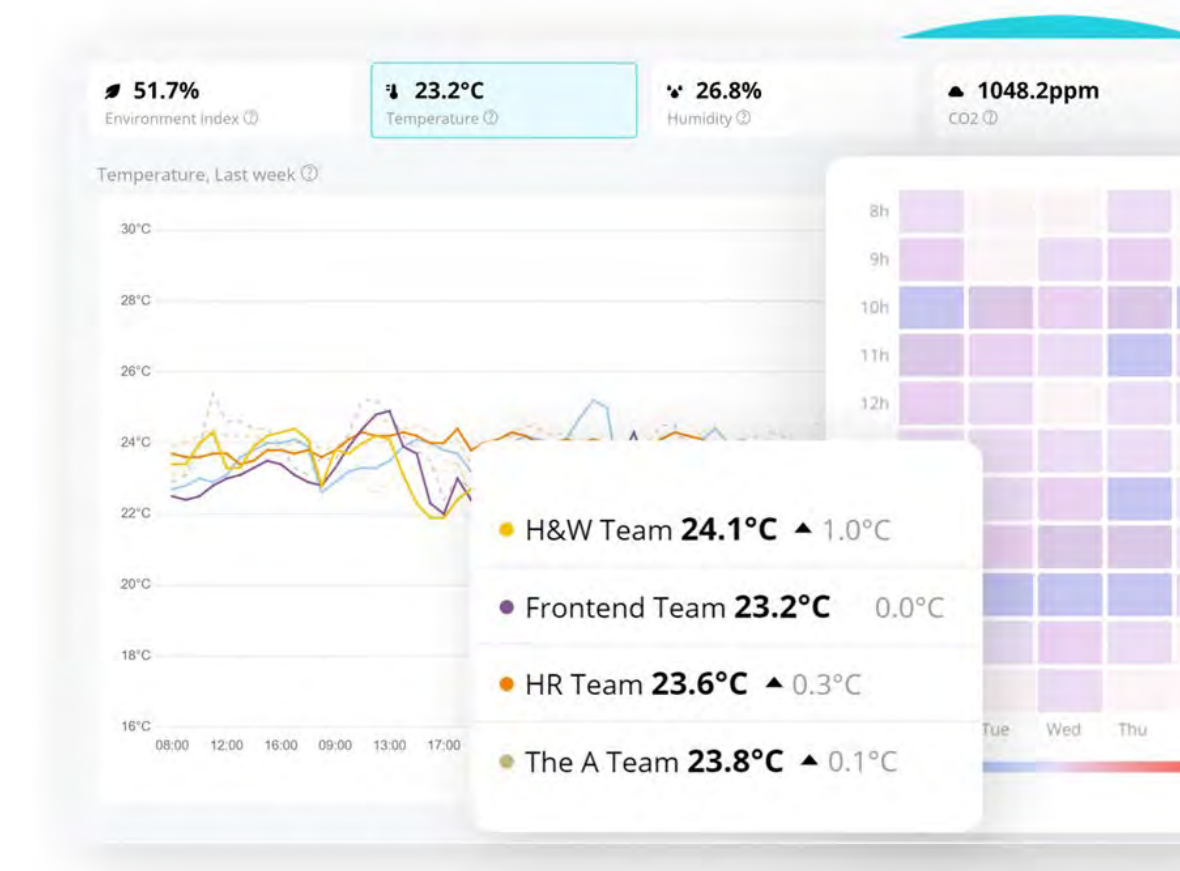 51.7%
Environment index ?
23.2°C
Temperature ?
26.8%
Humidity ?
1048.2ppm
CO2 ?
Temperature, Last week ?
30°C
28°C
26°C
24°C
22°C
20°C
18°C
16°C
08:00 12:00 16:00 09:00 13:00 17:00
8h
9h
10h
11h
12h
Tue Wed Thu
H&W Team 24.1°C ▲ 1.0°C
Frontend Team 23.2°C 0.0°C
HR Team 23.6°C ▲ 0.3°C
The A Team 23.8°C ▲ 0.1°C